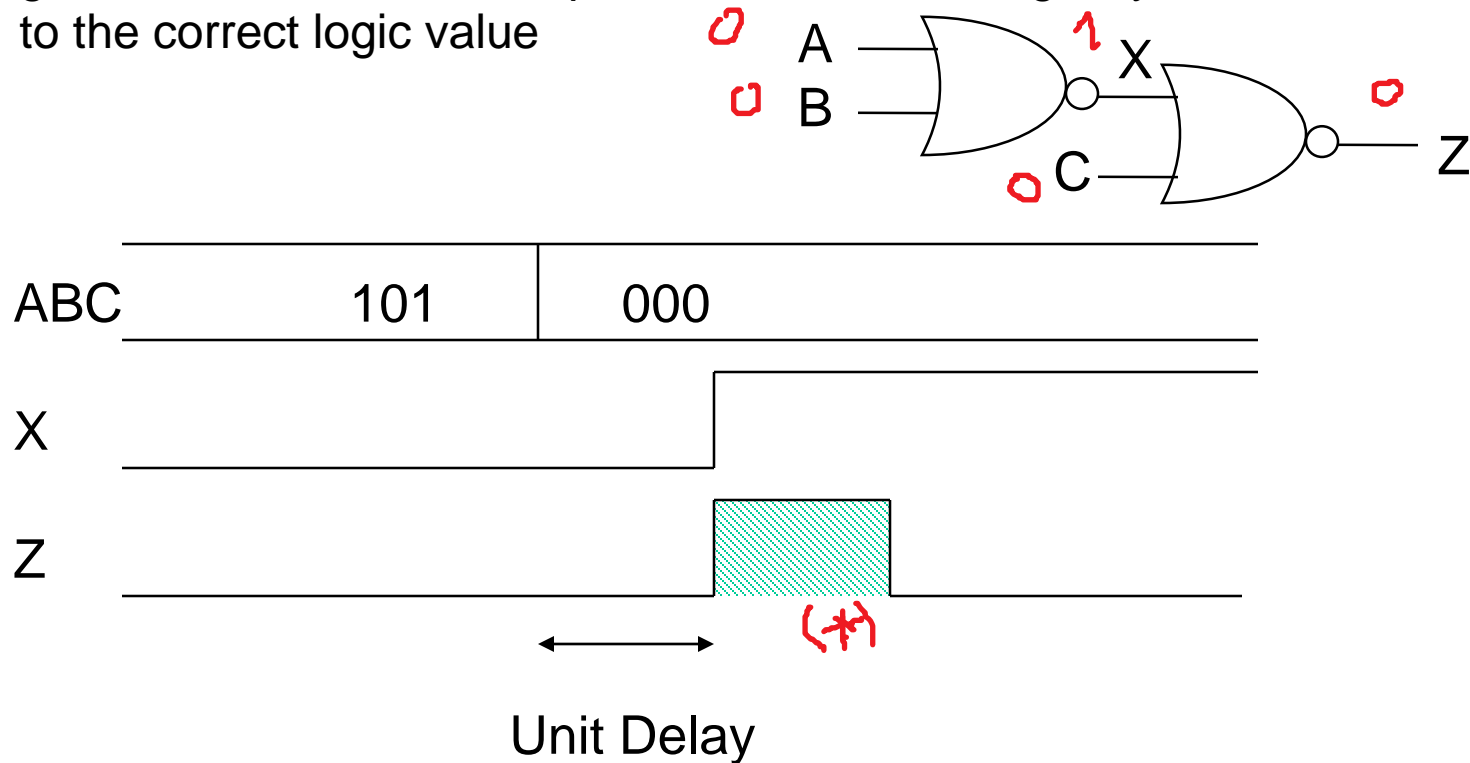 to the correct logic value
0 A 1 X
0 B 0
0 C Z
ABC 101 000
X
Z
(*)
Unit Delay